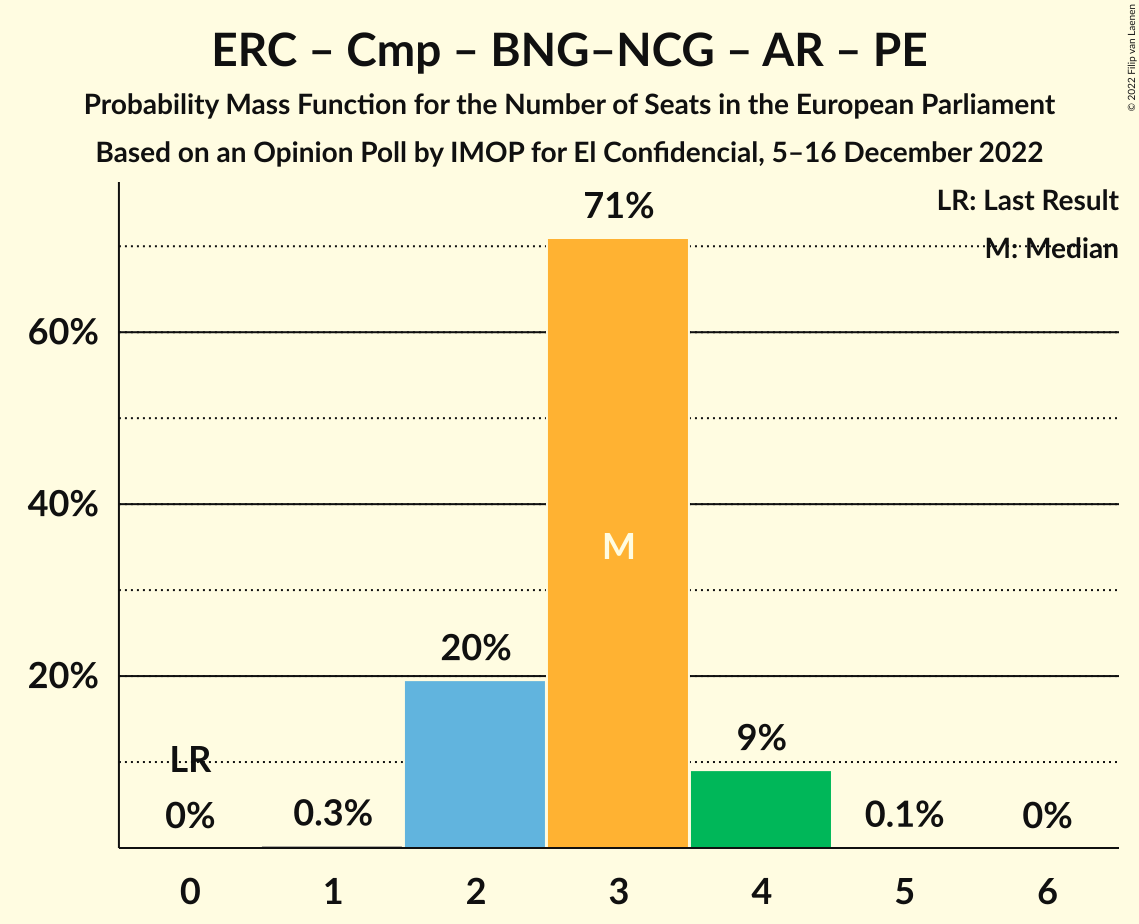 ERC – Cmp – BNG–NCG – AR – PE
Probability Mass Function for the Number of Seats in the European Parliament
Based on an Opinion Poll by IMOP for El Confidencial, 5–16 December 2022
© 2022 Filip van Laenen
LR: Last Result
M: Median
71%
60%
40%
M
20%
20%
9%
LR
0%
0.3%
0.1%
0%
0 1 2 3 4 5 6